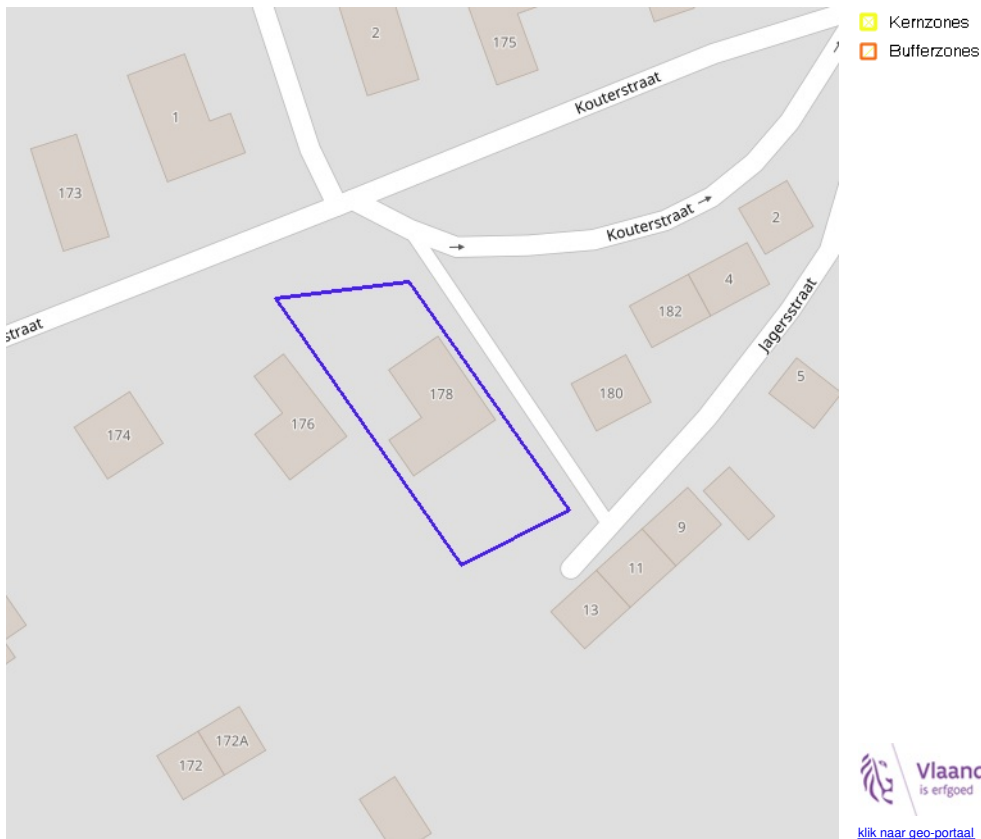 2
175
Kernzones
Bufferzones
1
Kouterstraat
173
2
Kouterstraat
4
182
straat
Jagersstraat
5
180
178
176
174
9
11
13
172A
172
Vlaand
is erfgoed
klik naar geo-portaal